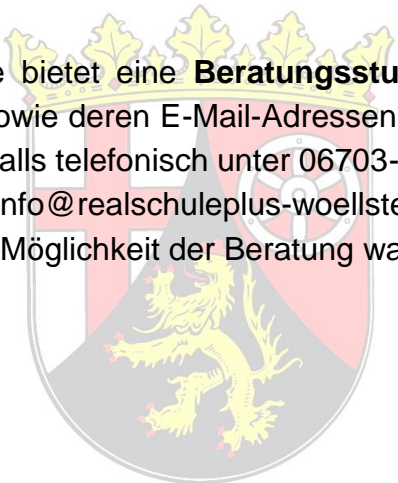 bietet eine Beratungsstu
owie deren E-Mail-Adressen
alls telefonisch unter 06703-
nfo@realschuleplus-woellste
Möglichkeit der Beratung wa